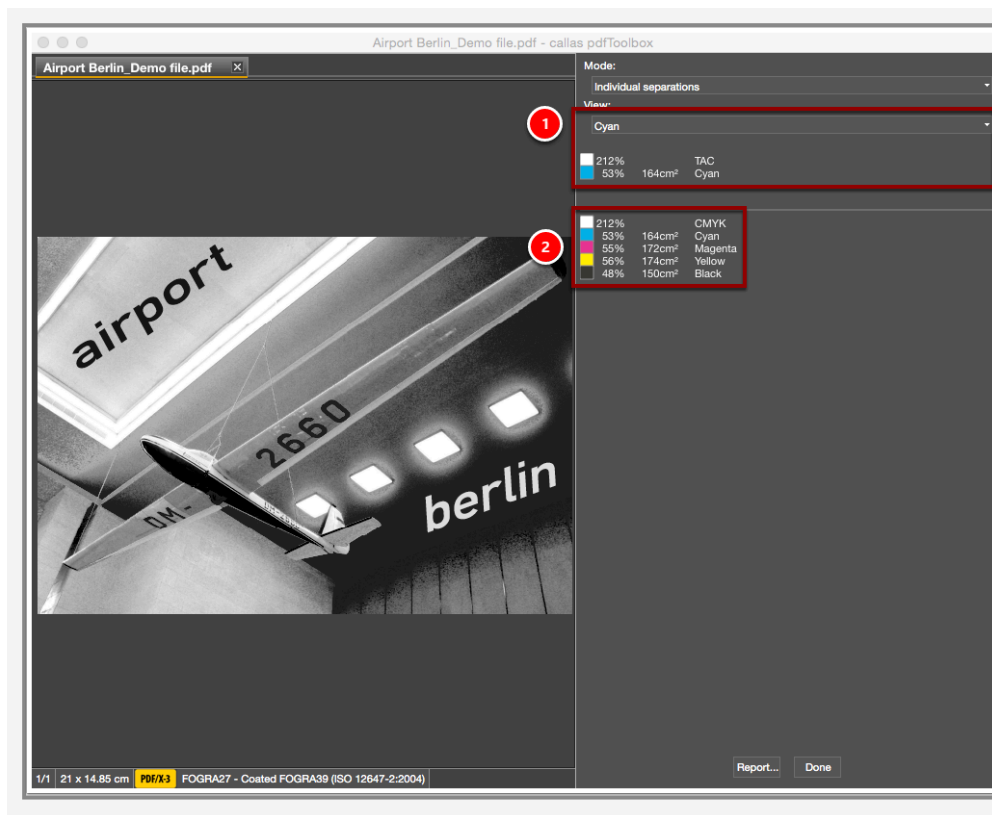 Airport Berlin_Demo file.pdf - callas pdfToolbox
Airport Berlin_Demo file.pdf
Mode:
Individual separations
View:
1
Cyan
212% TAC
53% 164cm² Cyan
2
212% CMYK
53% 164cm² Cyan
55% 172cm² Magenta
56% 174cm² Yellow
48% 150cm² Black
airport
2660
berlin
DM-
1/1 21 x 14.85 cm PDF/X-3 FOGRA27 - Coated FOGRA39 (ISO 12647-2:2004)
Report... Done